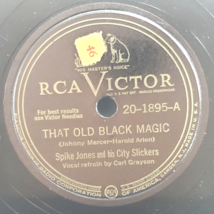 "HIS MASTER'S VOICE"
46
RCA VICTOR
For best results
use Victor Needles
20-1895-A
THAT OLD BLACK MAGIC
(Johnny Mercer-Harold Arlen)
Spike Jones and his City Slickers
Vocal refrain by Carl Grayson